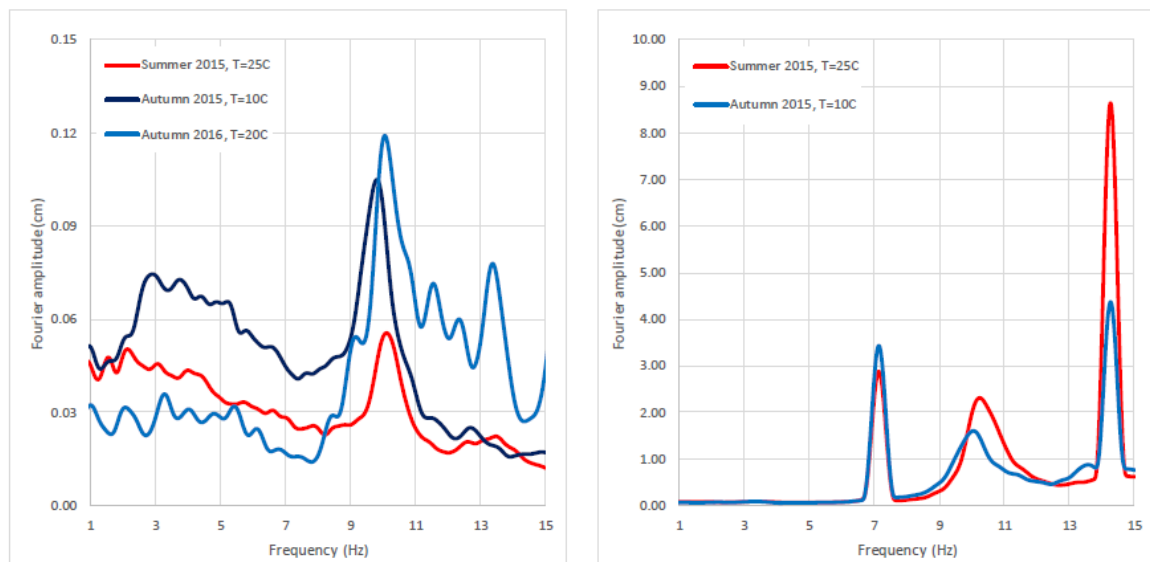 0.15
0.12
0.09
0.06
0.03
0.00
Fourier amplitude (cm)
Summer 2015, T=25C
Autumn 2015, T=10C
Autumn 2016, T=20C
1 3 5 7 9 11 13 15
Frequency (Hz)
10.00
9.00
8.00
7.00
6.00
5.00
4.00
3.00
2.00
1.00
0.00
Fourier amplitude (cm)
Summer 2015, T=25C
Autumn 2015, T=10C
1 3 5 7 9 11 13 15
Frequency (Hz)